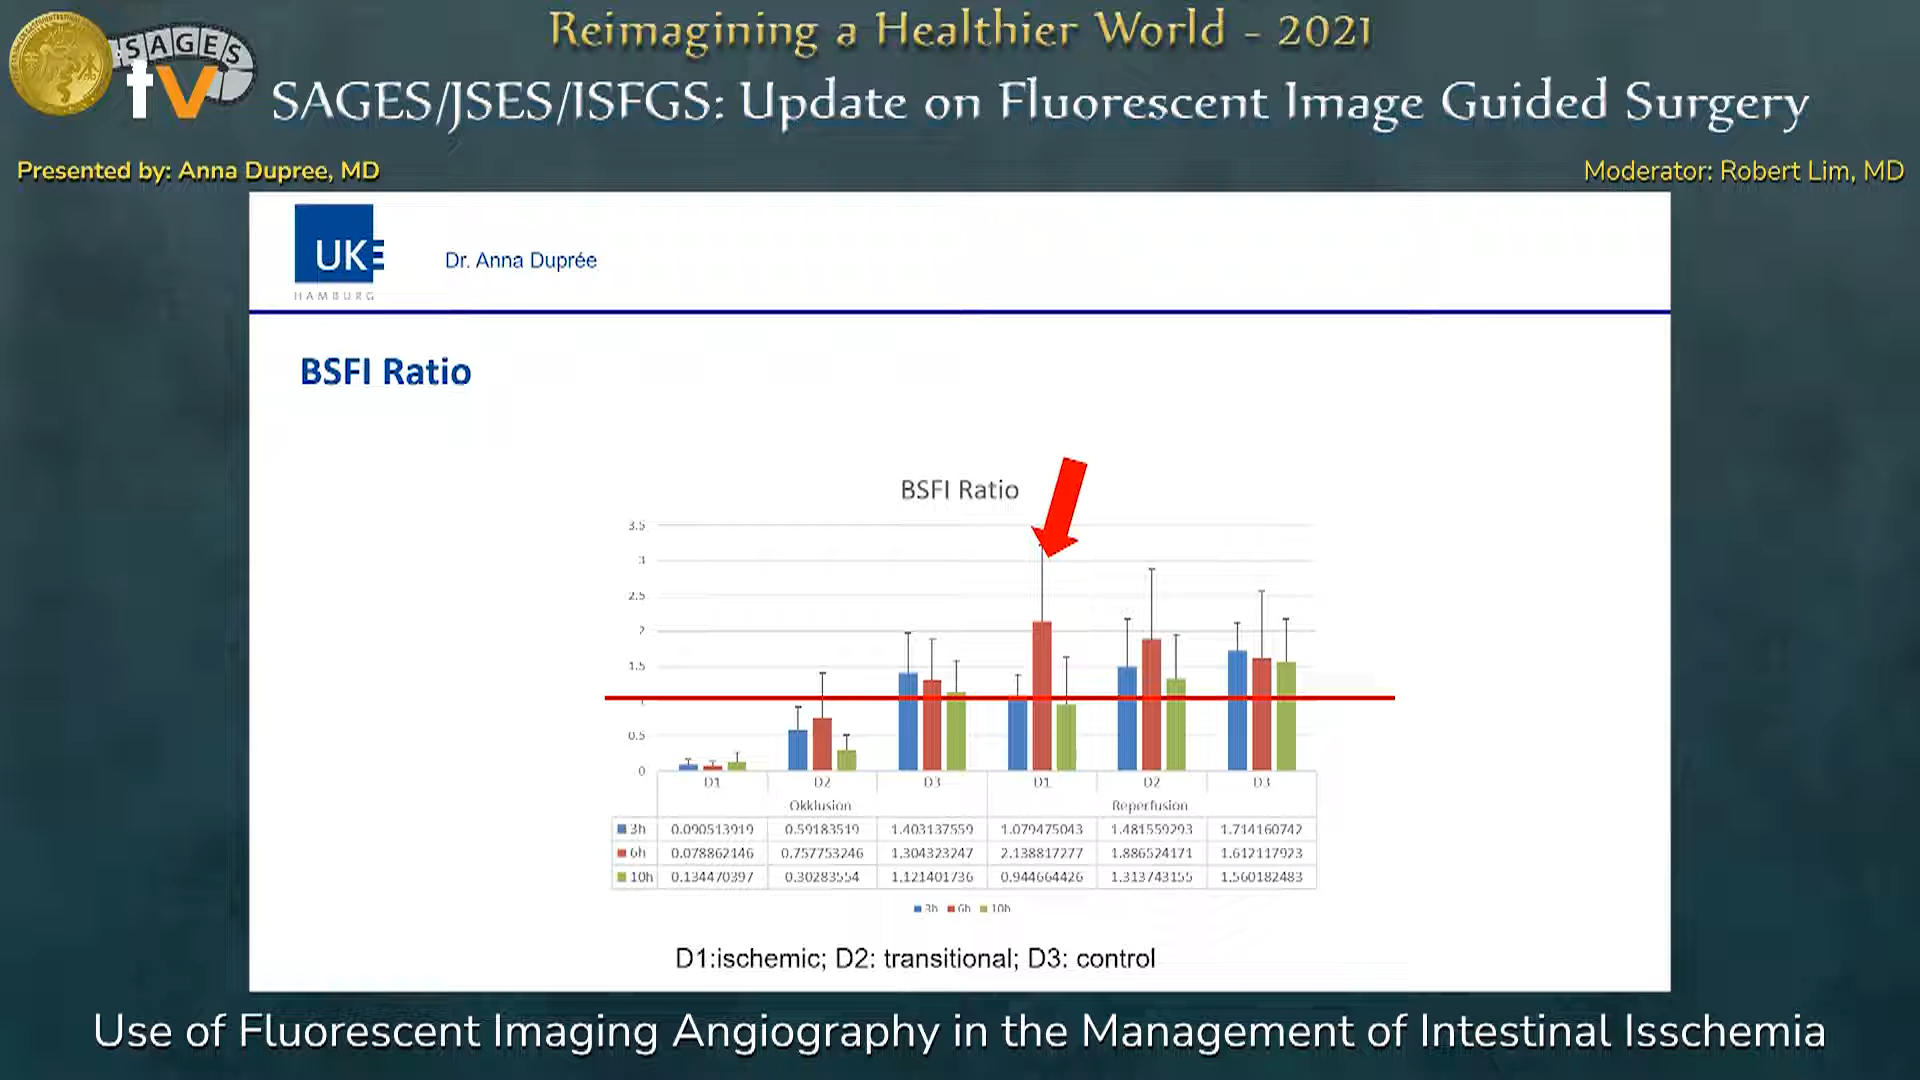 Reimagining a Healthier World - 2021
SAGES
tv
SAGES/JSES/ISFGS: Update on Fluorescent Image Guided Surgery
Presented by: Anna Dupree, MD
Moderator: Robert Lim, MD
UKE
HAMBURG
Dr. Anna Duprée
BSFI Ratio
BSFI Ratio
3.5
3
2.5
2
1.5
1
0.5
0
D1 D2 D3 D1 D2 D3
Okklusion Reperfusion
3h 0.090513919 0.59183519 1.403137559 1.079475043 1.481559293 1.714160742
6h 0.078862146 0.757753246 1.304323247 2.138817277 1.886524171 1.612117923
10h 0.134470397 0.30283554 1.121401736 0.944664426 1.313743155 1.560182483
3h 6h 10h
D1:ischemic; D2: transitional; D3: control
Use of Fluorescent Imaging Angiography in the Management of Intestinal Isschemia